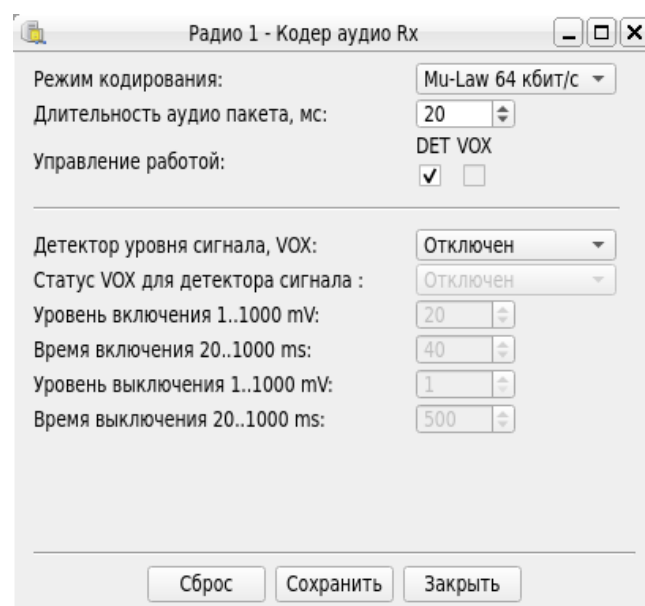 Радио 1 - Кодер аудио Rx
Режим кодирования: Mu-Law 64 кбит/с
Длительность аудио пакета, мс: 20
DET VOX
Управление работой:
Детектор уровня сигнала, VOX: Отключен
Статус VOX для детектора сигнала : Отключен
Уровень включения 1..1000 mV: 20
Время включения 20..1000 ms: 40
Уровень выключения 1..1000 mV: 1
Время выключения 20..1000 ms: 500
Сброс Сохранить Закрыть